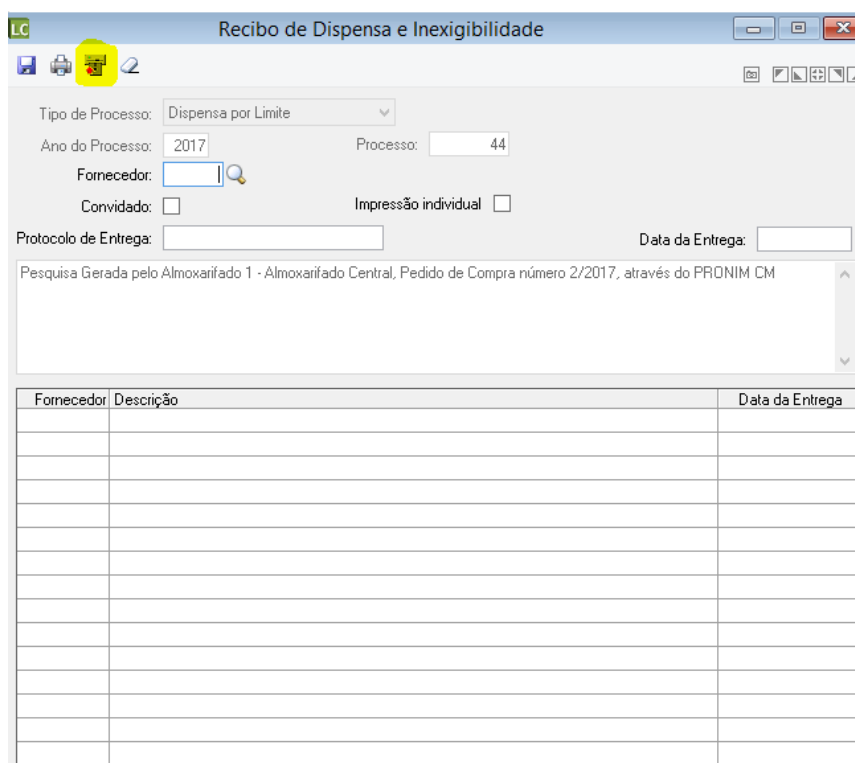 LC Recibo de Dispensa e Inexigibilidade
Tipo de Processo: Dispensa por Limite
Ano do Processo: 2017 Processo: 44
Fornecedor:
Convidado: Impressão individual
Protocolo de Entrega: Data da Entrega:
Pesquisa Gerada pelo Almoxarifado 1 - Almoxarifado Central, Pedido de Compra número 2/2017, através do PRONIM CM
Fornecedor Descrição Data da Entrega